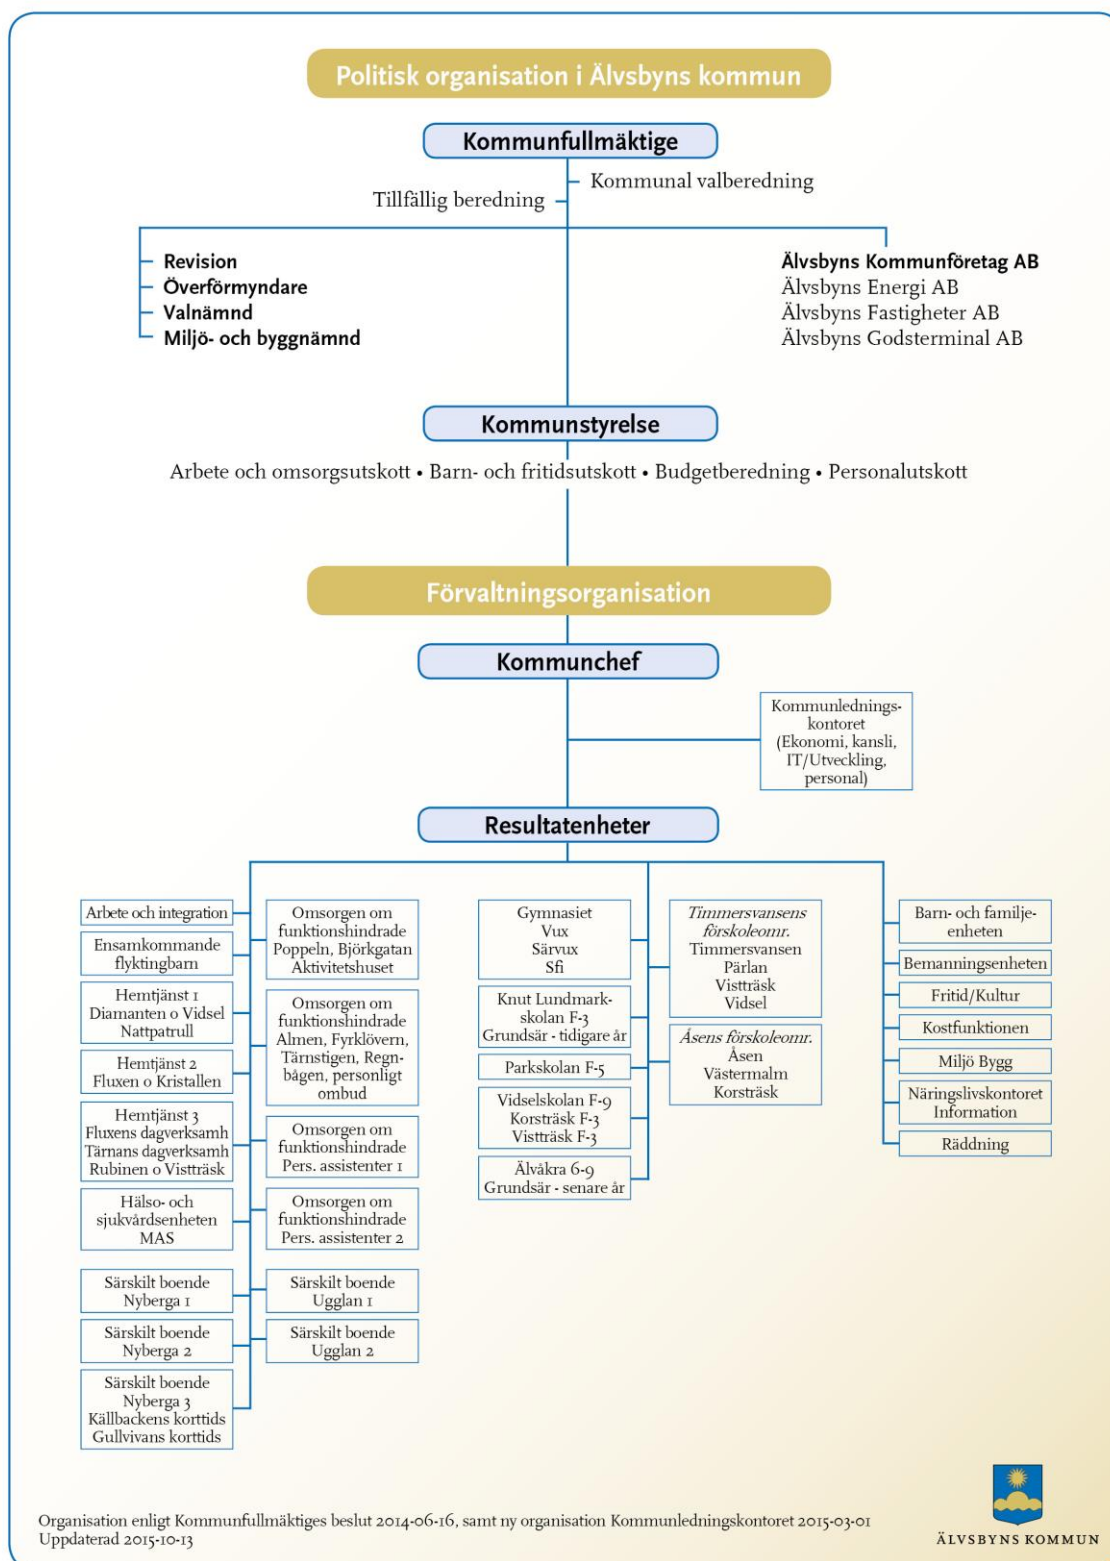 Politisk organisation i Älvsbyns kommun
Kommunfullmäktige
Kommunal valberedning
Tillfällig beredning
Revision
Överförmyndare
Valnämnd
Miljö- och byggnämnd
Älvsbyns Kommunföretag AB
Älvsbyns Energi AB
Älvsbyns Fastigheter AB
Älvsbyns Godsterminal AB
Kommunstyrelse
Arbete och omsorgsutskott • Barn- och fritidsutskott • Budgetberedning • Personalutskott
Förvaltningsorganisation
Kommunchef
Kommunlednings-
kontoret
(Ekonomi, kansli,
IT/Utveckling,
personal)
Resultatenheter
Arbete och integration
Ensamkommande
flyktingbarn
Hemtjänst 1
Diamanten o Vidsel
Nattpatrull
Hemtjänst 2
Fluxen o Kristallen
Hemtjänst 3
Fluxens dagverksamh
Tärnans dagverksamh
Rubinen o Vistträsk
Hälso- och
sjukvårdsenheten
MAS
Särskilt boende
Nyberga 1
Särskilt boende
Nyberga 2
Särskilt boende
Nyberga 3
Källbackens korttids
Gullvivans korttids
Omsorgen om
funktionshindrade
Poppeln, Björkgatan
Aktivitetshuset
Omsorgen om
funktionshindrade
Almen, Fyrklövern,
Tärnstigen, Regn-
bågen, personligt
ombud
Omsorgen om
funktionshindrade
Pers. assistenter 1
Omsorgen om
funktionshindrade
Pers. assistenter 2
Särskilt boende
Ugglan 1
Särskilt boende
Ugglan 2
Gymnasiet
Vux
Särvux
Sfi
Knut Lundmark-
skolan F-3
Grundsär - tidigare år
Parkskolan F-5
Vidselskolan F-9
Korsträsk F-3
Vistträsk F-3
Älvåkra 6-9
Grundsär - senare år
Timmersvansens
förskoleomr.
Timmersvansen
Pärlan
Vistträsk
Vidsel
Åsens förskoleomr.
Åsen
Västermalm
Korsträsk
Barn- och familje-
enheten
Bemanningsenheten
Fritid/Kultur
Kostfunktionen
Miljö Bygg
Näringslivskontoret
Information
Räddning
Organisation enligt Kommunfullmäktiges beslut 2014-06-16, samt ny organisation Kommunledningskontoret 2015-03-01
Uppdaterad 2015-10-13
ÄLVSBYNS KOMMUN